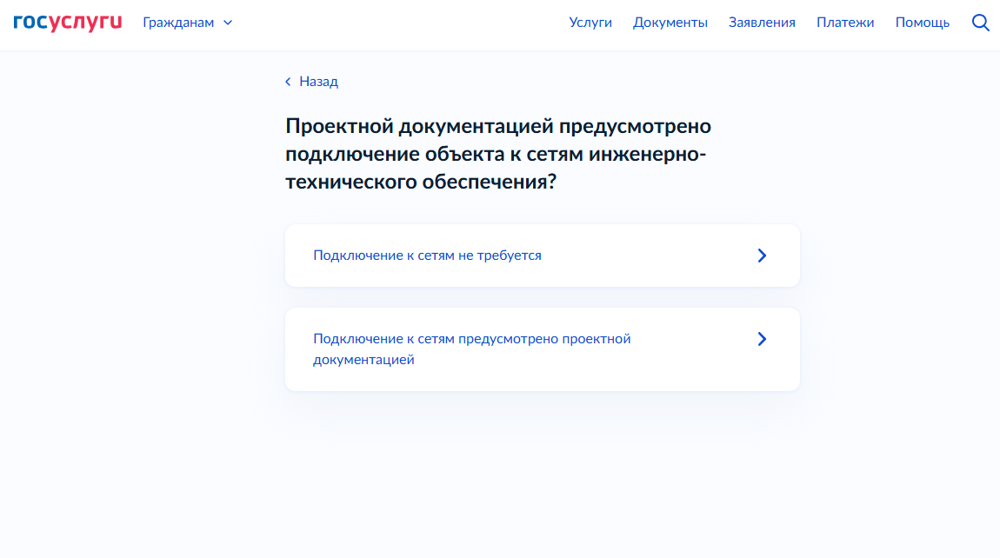 госуслуги Гражданам Услуги Документы Заявления Платежи Помощь
Назад
Проектной документацией предусмотрено
подключение объекта к сетям инженерно-
технического обеспечения?
Подключение к сетям не требуется
Подключение к сетям предусмотрено проектной
документацией